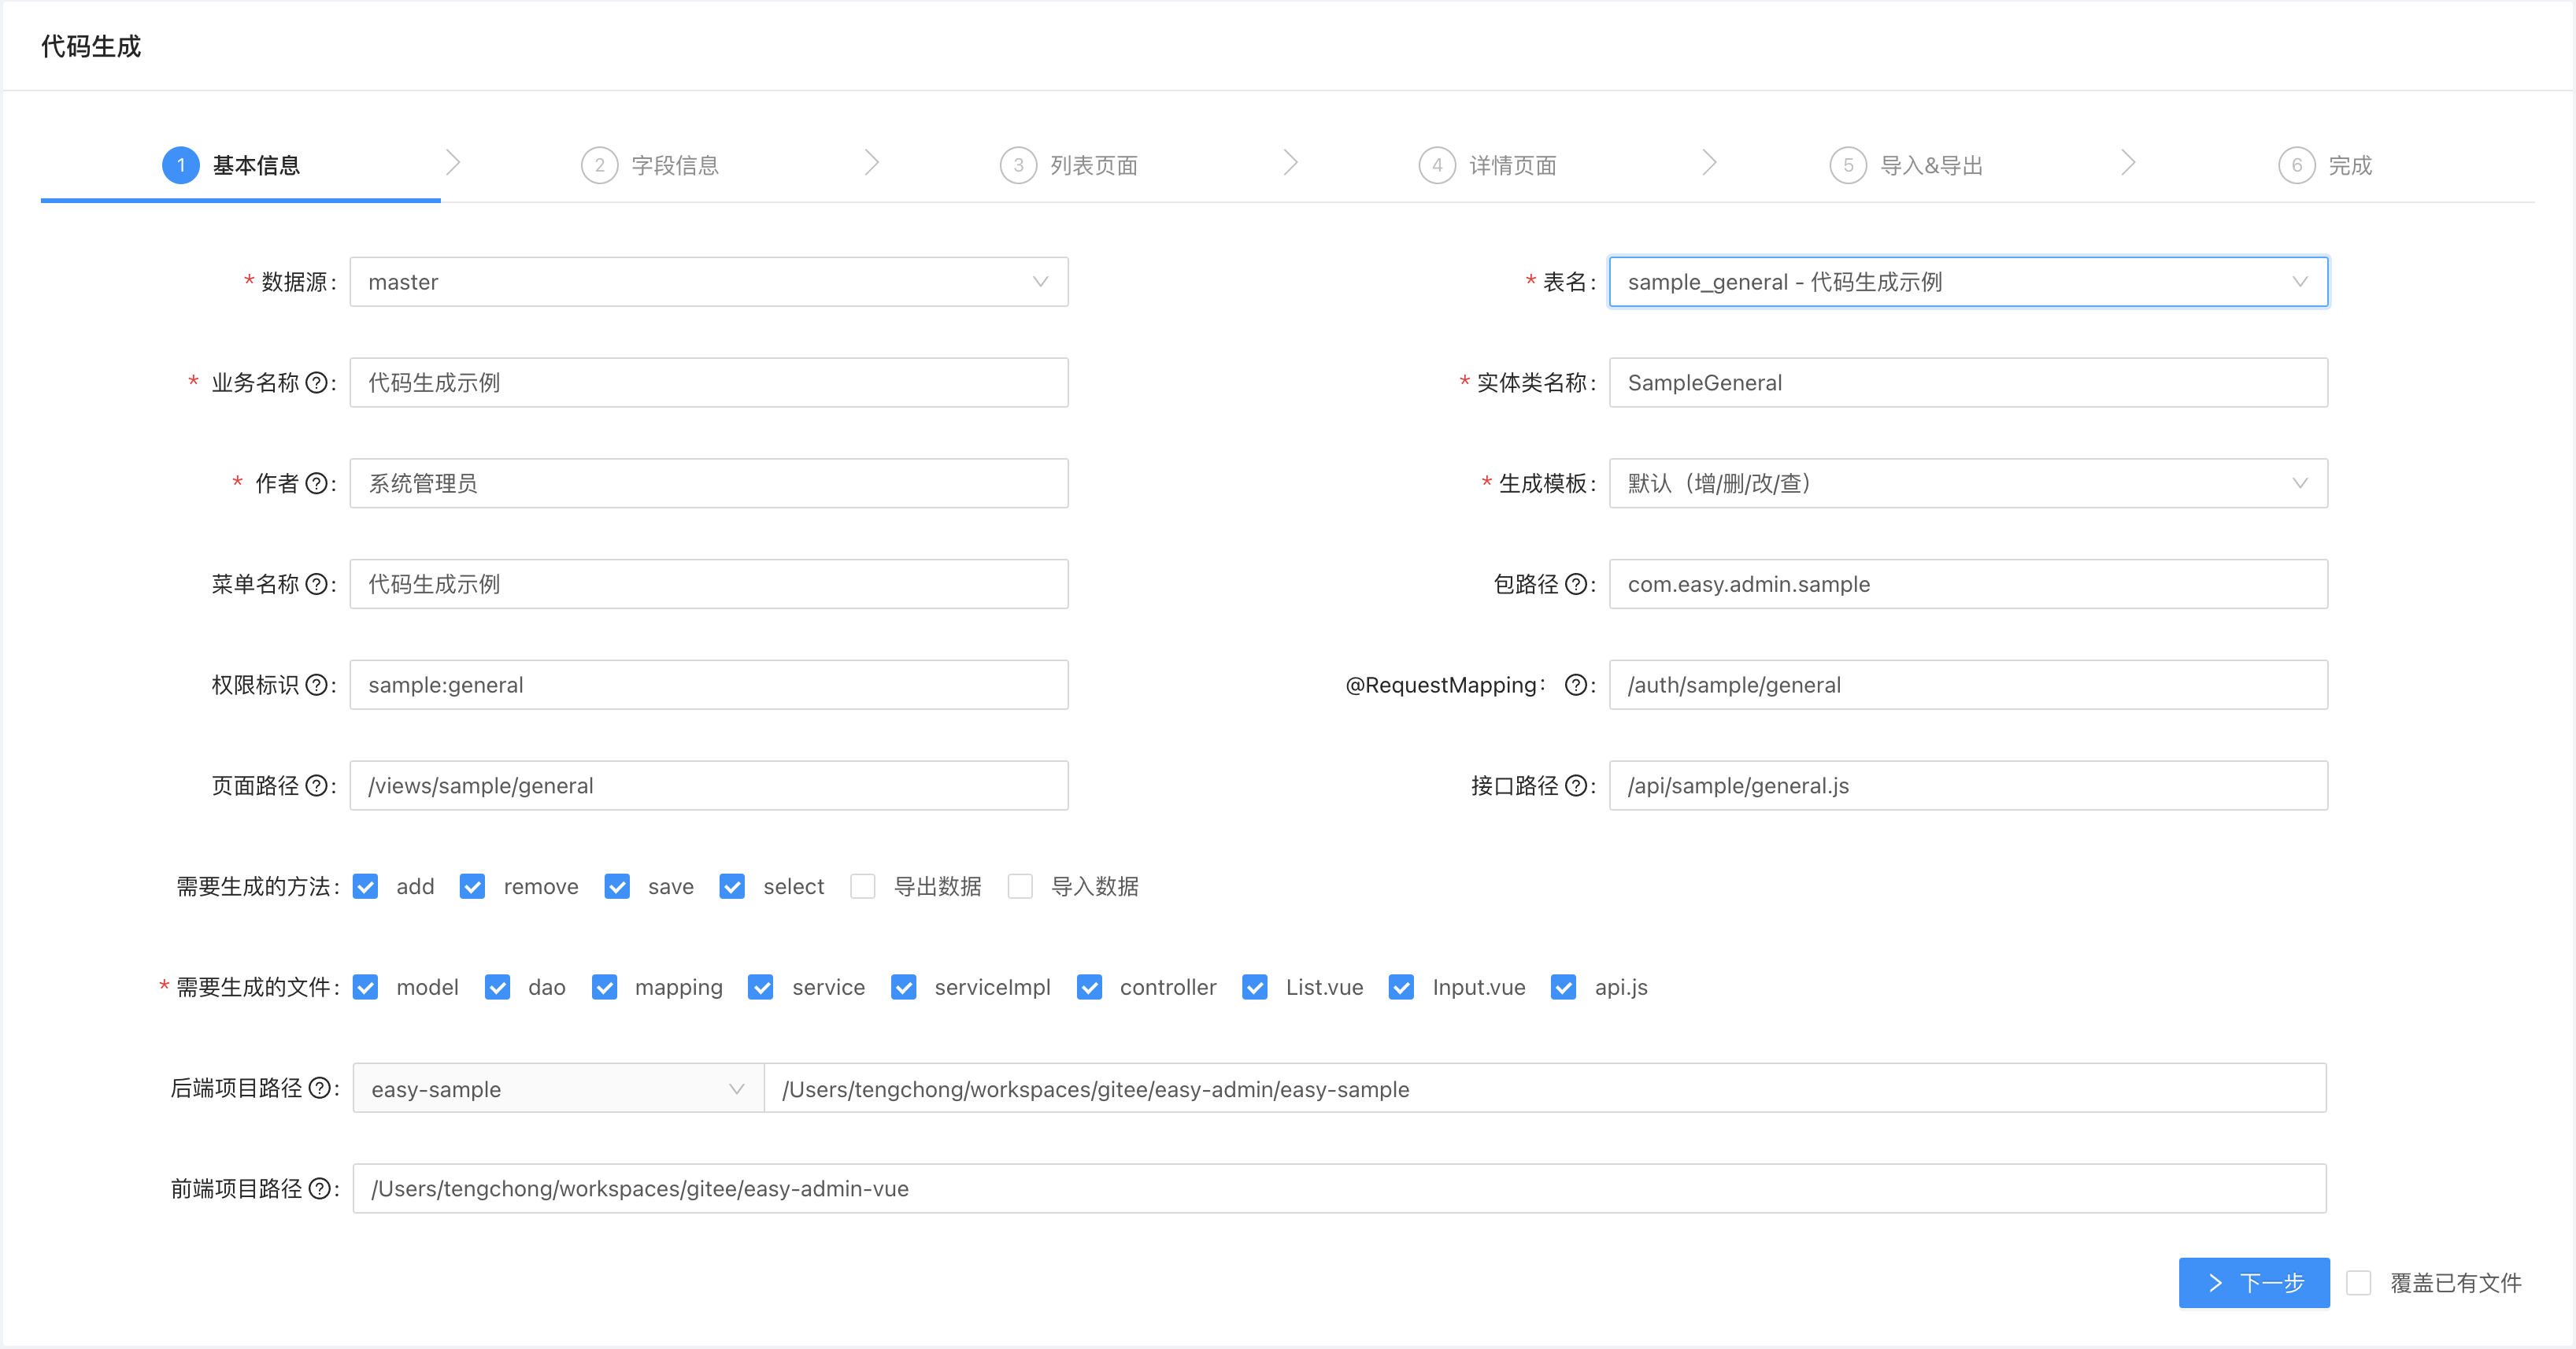 代码生成
1 基本信息 2 字段信息 3 列表页面 4 详情页面 5 导入&导出 6 完成
* 数据源: master * 表名: sample_general - 代码生成示例
* 业务名称 ?: 代码生成示例 * 实体类名称: SampleGeneral
* 作者 ?: 系统管理员 * 生成模板: 默认（增/删/改/查）
菜单名称 ?: 代码生成示例 包路径 ?: com.easy.admin.sample
权限标识 ?: sample:general @RequestMapping： ?: /auth/sample/general
页面路径 ?: /views/sample/general 接口路径 ?: /api/sample/general.js
需要生成的方法: add remove save select 导出数据 导入数据
* 需要生成的文件: model dao mapping service serviceImpl controller List.vue Input.vue api.js
后端项目路径 ?: easy-sample /Users/tengchong/workspaces/gitee/easy-admin/easy-sample
前端项目路径 ?: /Users/tengchong/workspaces/gitee/easy-admin-vue
下一步 覆盖已有文件